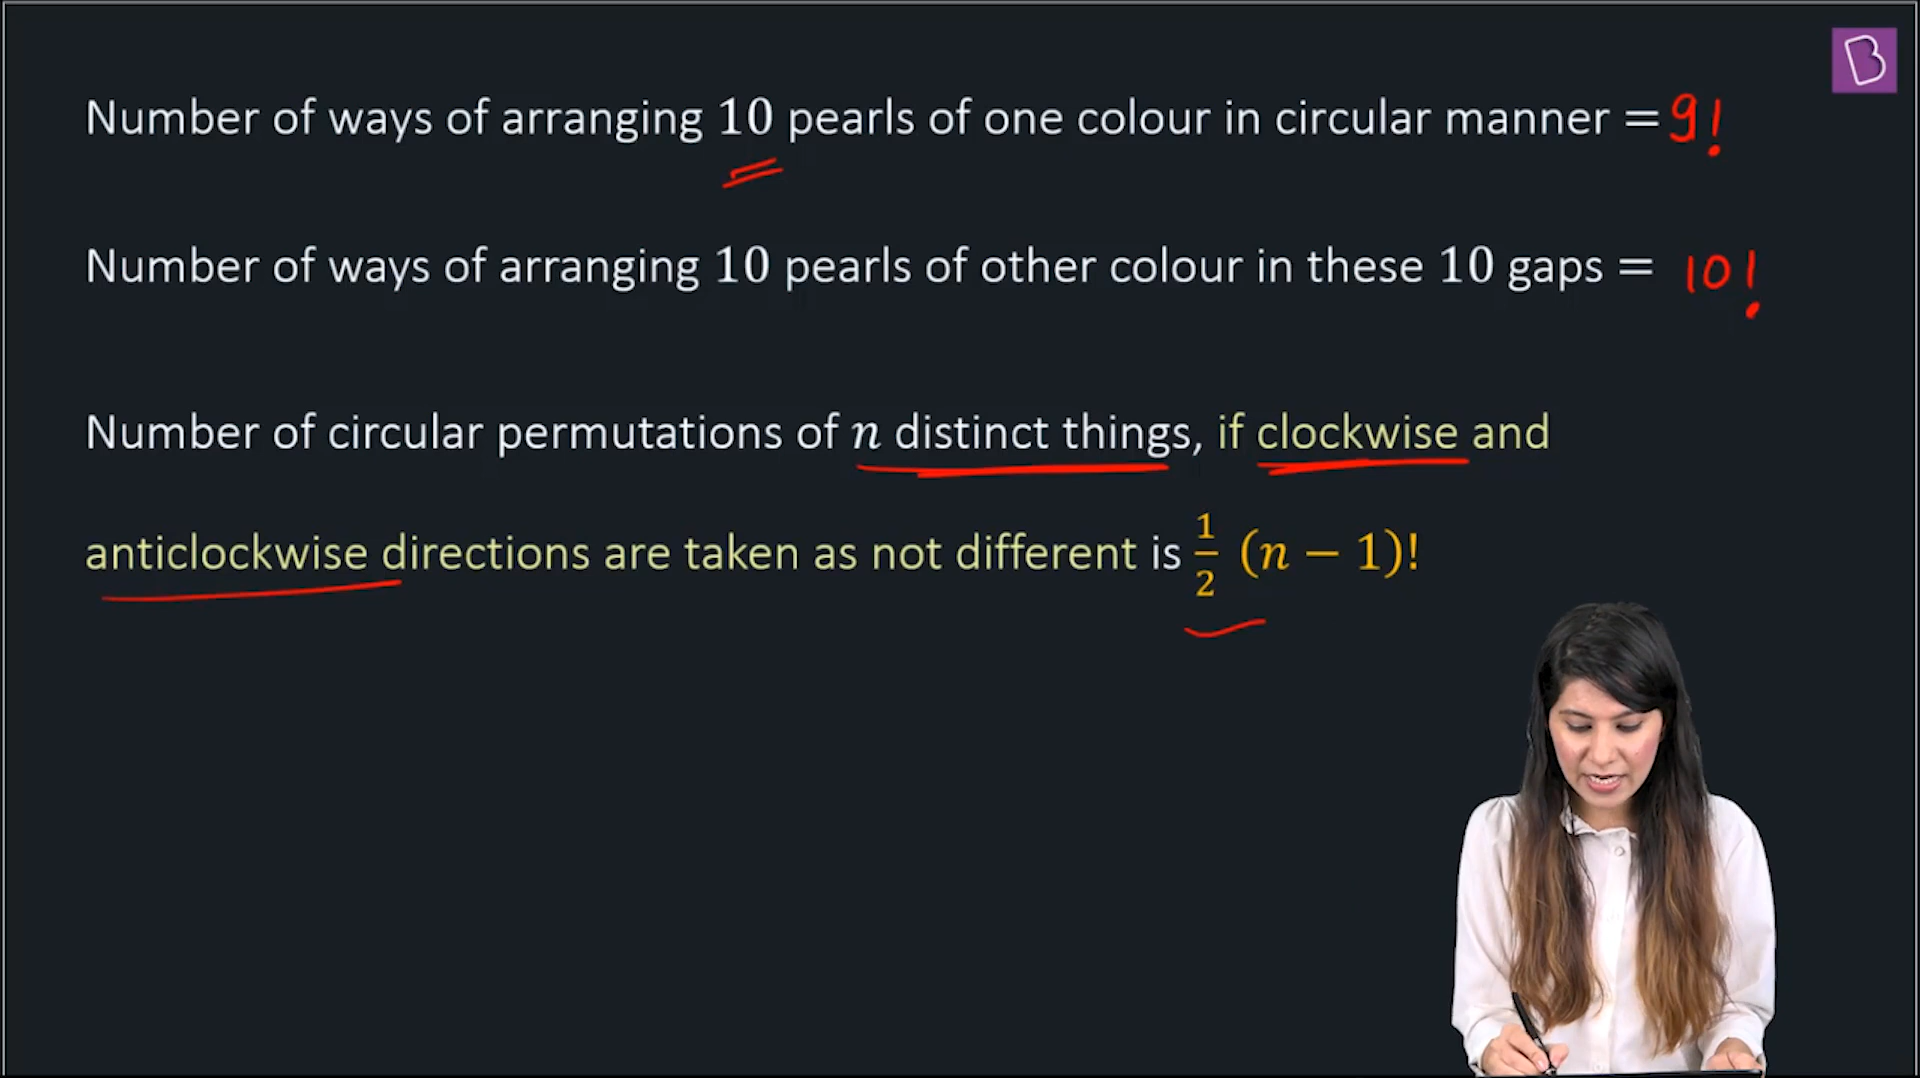 Number of ways of arranging 10 pearls of one colour in circular manner = 9!
Number of ways of arranging 10 pearls of other colour in these 10 gaps = 10!
Number of circular permutations of n distinct things, if clockwise and
anticlockwise directions are taken as not different is 1/2 (n − 1)!
B